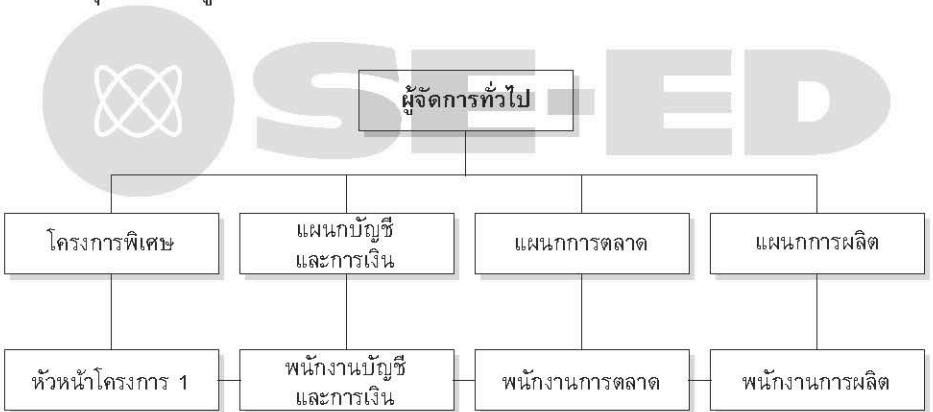 SE-ED
ผู้จัดการทั่วไป
โครงการพิเศษ
แผนกบัญชี
และการเงิน
แผนกการตลาด
แผนกการผลิต
หัวหน้าโครงการ 1
พนักงานบัญชี
และการเงิน
พนักงานการตลาด
พนักงานการผลิต